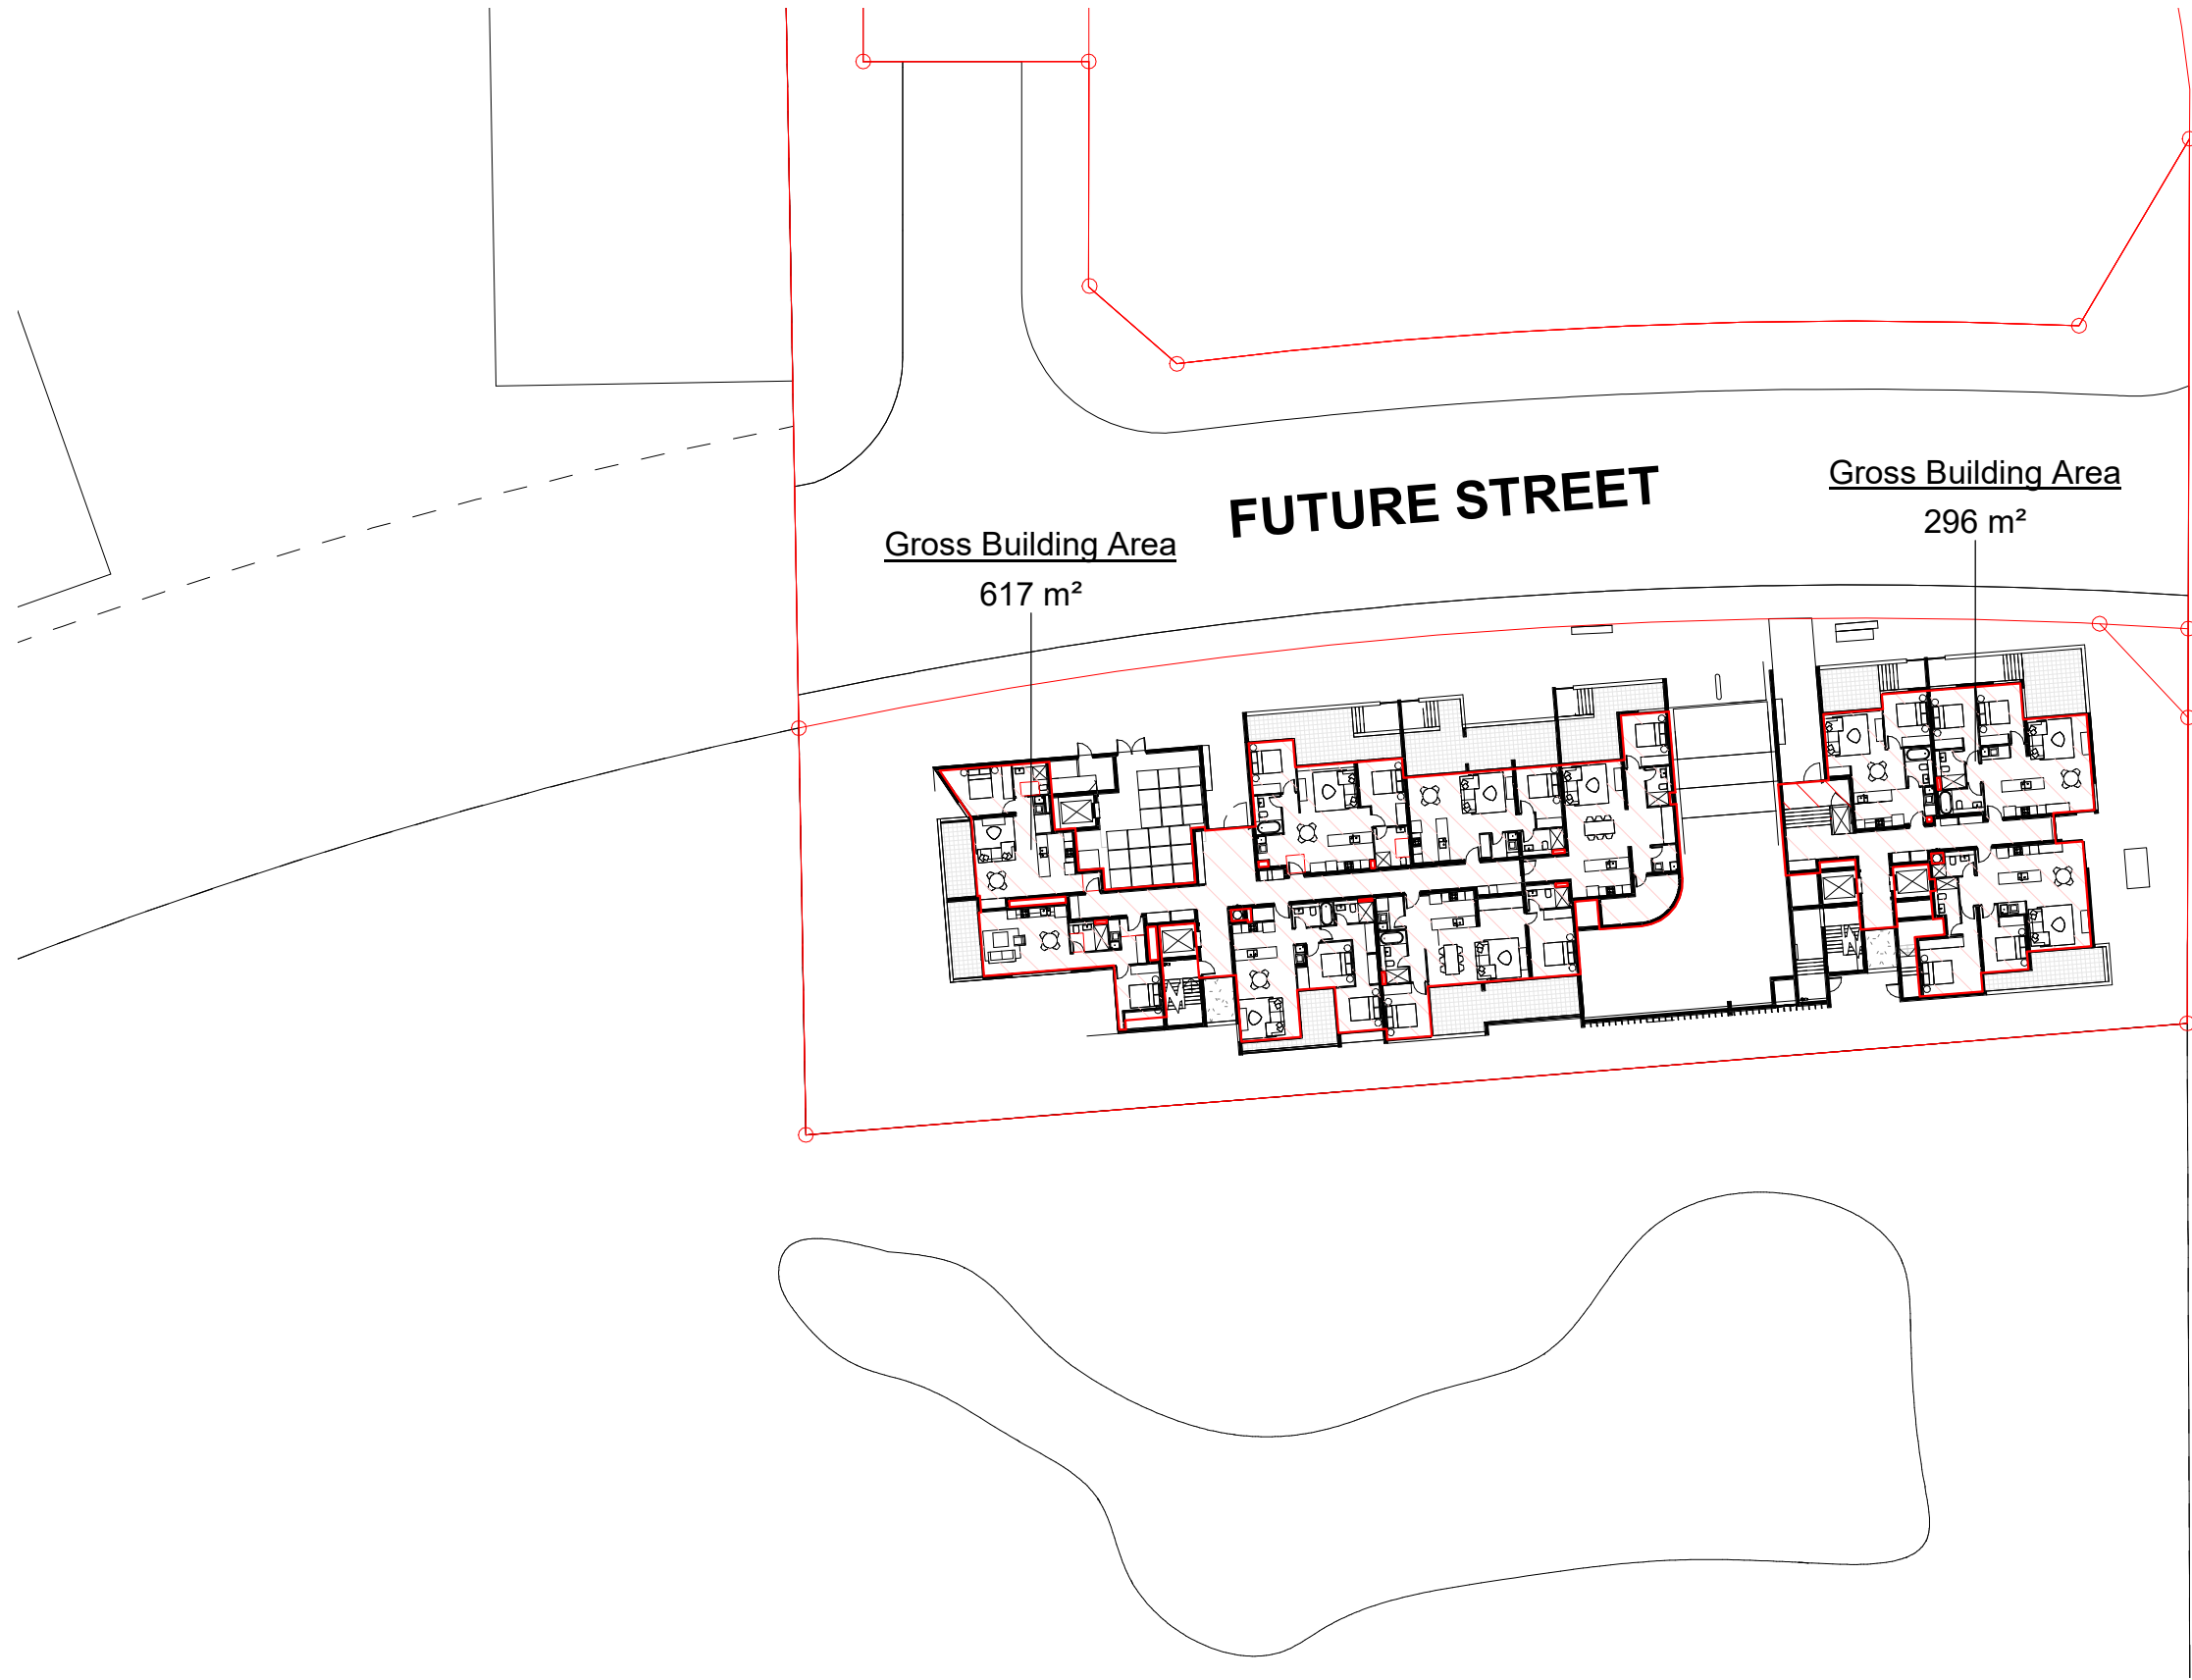 FUTURE STREET
Gross Building Area
296 m²
Gross Building Area
617 m²